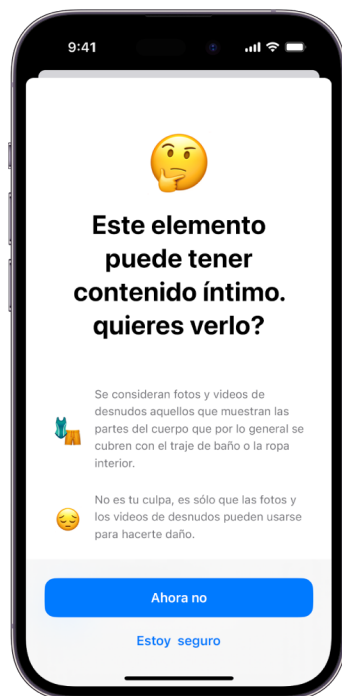 9:41
Este elemento
puede tener
contenido íntimo.
quieres verlo?
Se consideran fotos y videos de
desnudos aquellos que muestran las
partes del cuerpo que por lo general se
cubren con el traje de baño o la ropa
interior.
No es tu culpa, es sólo que las fotos y
los videos de desnudos pueden usarse
para hacerte daño.
Ahora no
Estoy seguro